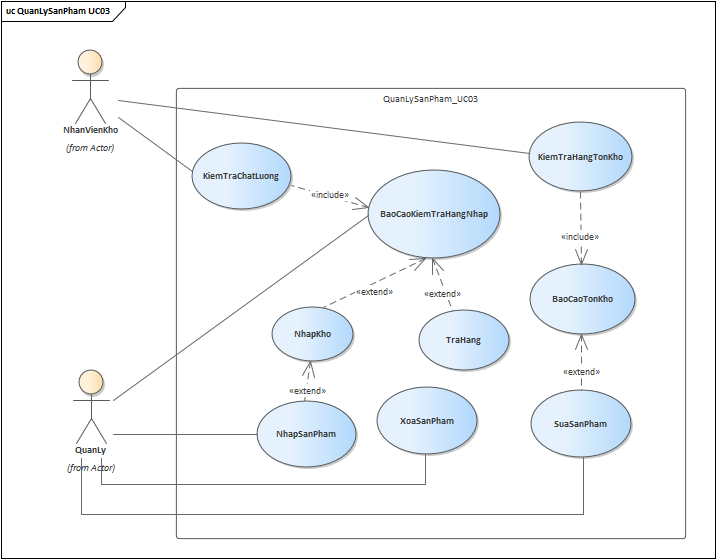 uc QuanLySanPham UC03
QuanLySanPham_UC03
NhanVienKho
(from Actor)
KiemTraHangTonKho
KiemTraChatLuong
«include»
BaoCaoKiemTraHangNhap
«include»
«extend»
«extend»
BaoCaoTonKho
NhapKho
TraHang
«extend»
«extend»
XoaSanPham
SuaSanPham
NhapSanPham
QuanLy
(from Actor)